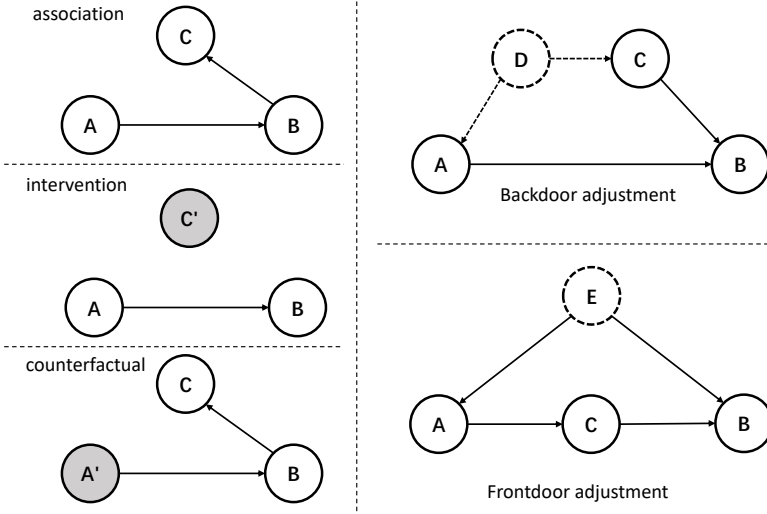 association
C
A
B
intervention
C'
A
B
counterfactual
C
A'
B
D
C
A
B
Backdoor adjustment
E
A
C
B
Frontdoor adjustment